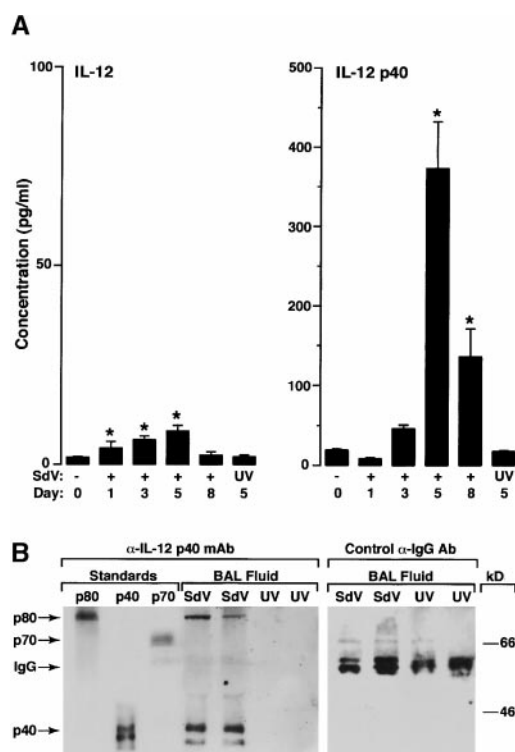 A
IL-12
IL-12 p40
Concentration (pg/ml)
100
50
0
500
400
300
200
100
0
* * *
* *
SdV: - + + + + UV
Day: 0 1 3 5 8 5
- + + + + UV
0 1 3 5 8 5
B
α-IL-12 p40 mAb
Control α-IgG Ab
Standards
BAL Fluid
BAL Fluid
kD
p80 p40 p70 SdV SdV UV UV
SdV SdV UV UV
p80
p70
IgG
p40
66
46